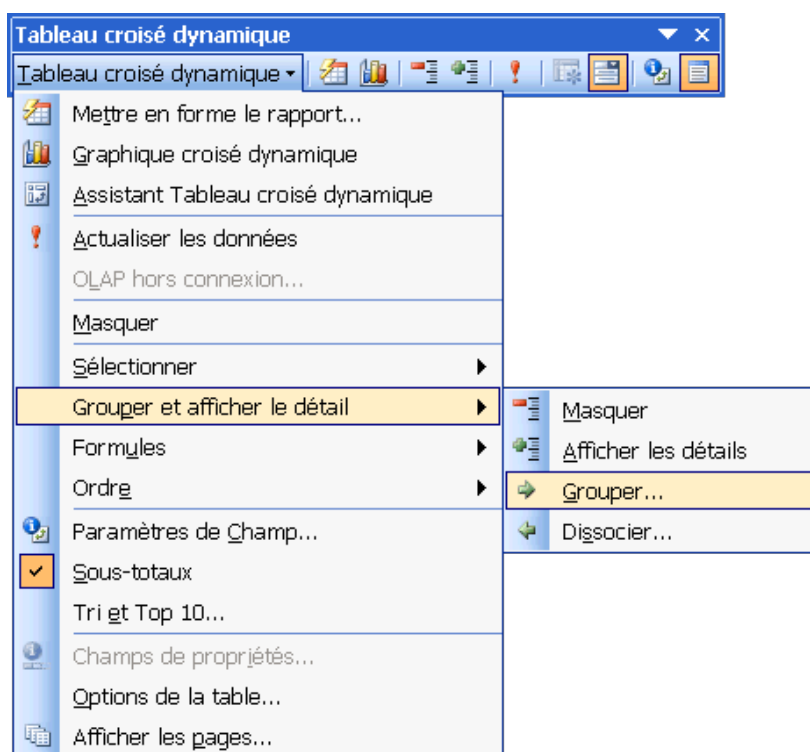 Tableau croisé dynamique
Tableau croisé dynamique
Mettre en forme le rapport...
Graphique croisé dynamique
Assistant Tableau croisé dynamique
Actualiser les données
OLAP hors connexion...
Masquer
Sélectionner
Grouper et afficher le détail
Masquer
Formules
Afficher les détails
Ordre
Grouper...
Paramètres de Champ...
Dissocier...
Sous-totaux
Tri et Top 10...
Champs de propriétés...
Options de la table...
Afficher les pages...